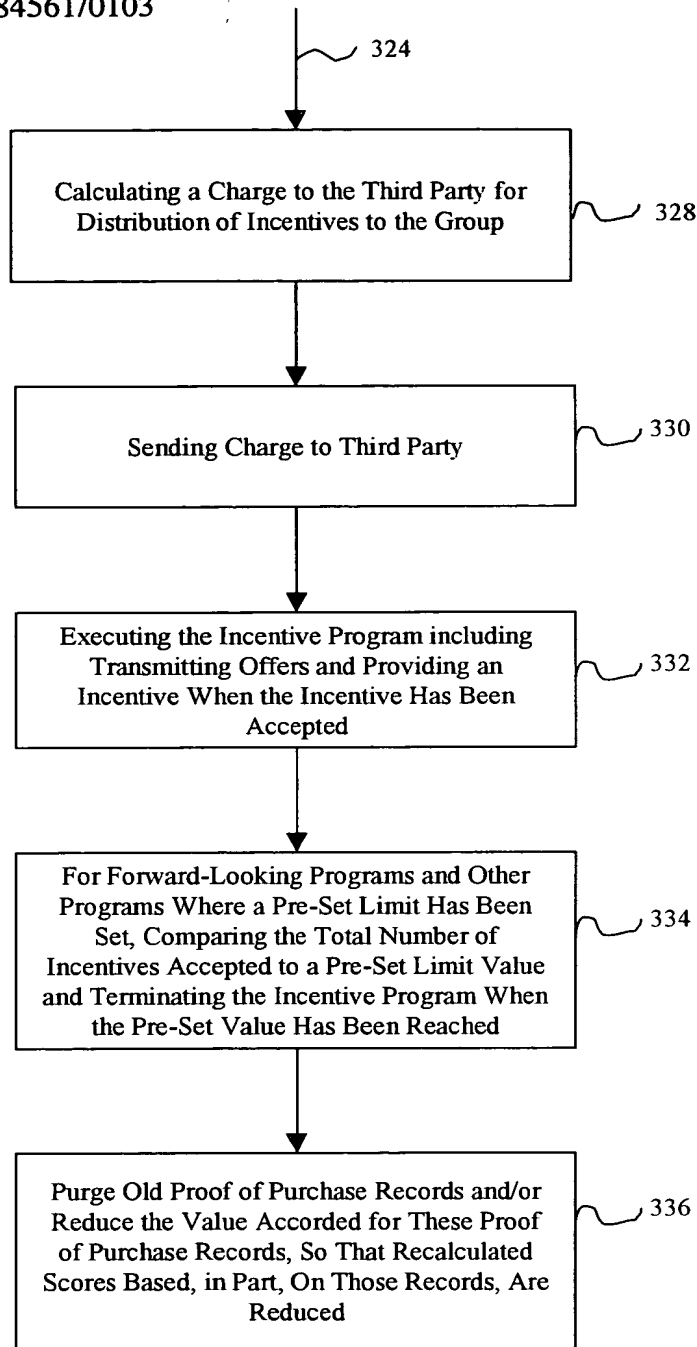 84561/0103
324
Calculating a Charge to the Third Party for
Distribution of Incentives to the Group
328
Sending Charge to Third Party
330
Executing the Incentive Program including
Transmitting Offers and Providing an
Incentive When the Incentive Has Been
Accepted
332
For Forward-Looking Programs and Other
Programs Where a Pre-Set Limit Has Been
Set, Comparing the Total Number of
Incentives Accepted to a Pre-Set Limit Value
and Terminating the Incentive Program When
the Pre-Set Value Has Been Reached
334
Purge Old Proof of Purchase Records and/or
Reduce the Value Accorded for These Proof
of Purchase Records, So That Recalculated
Scores Based, in Part, On Those Records, Are
Reduced
336